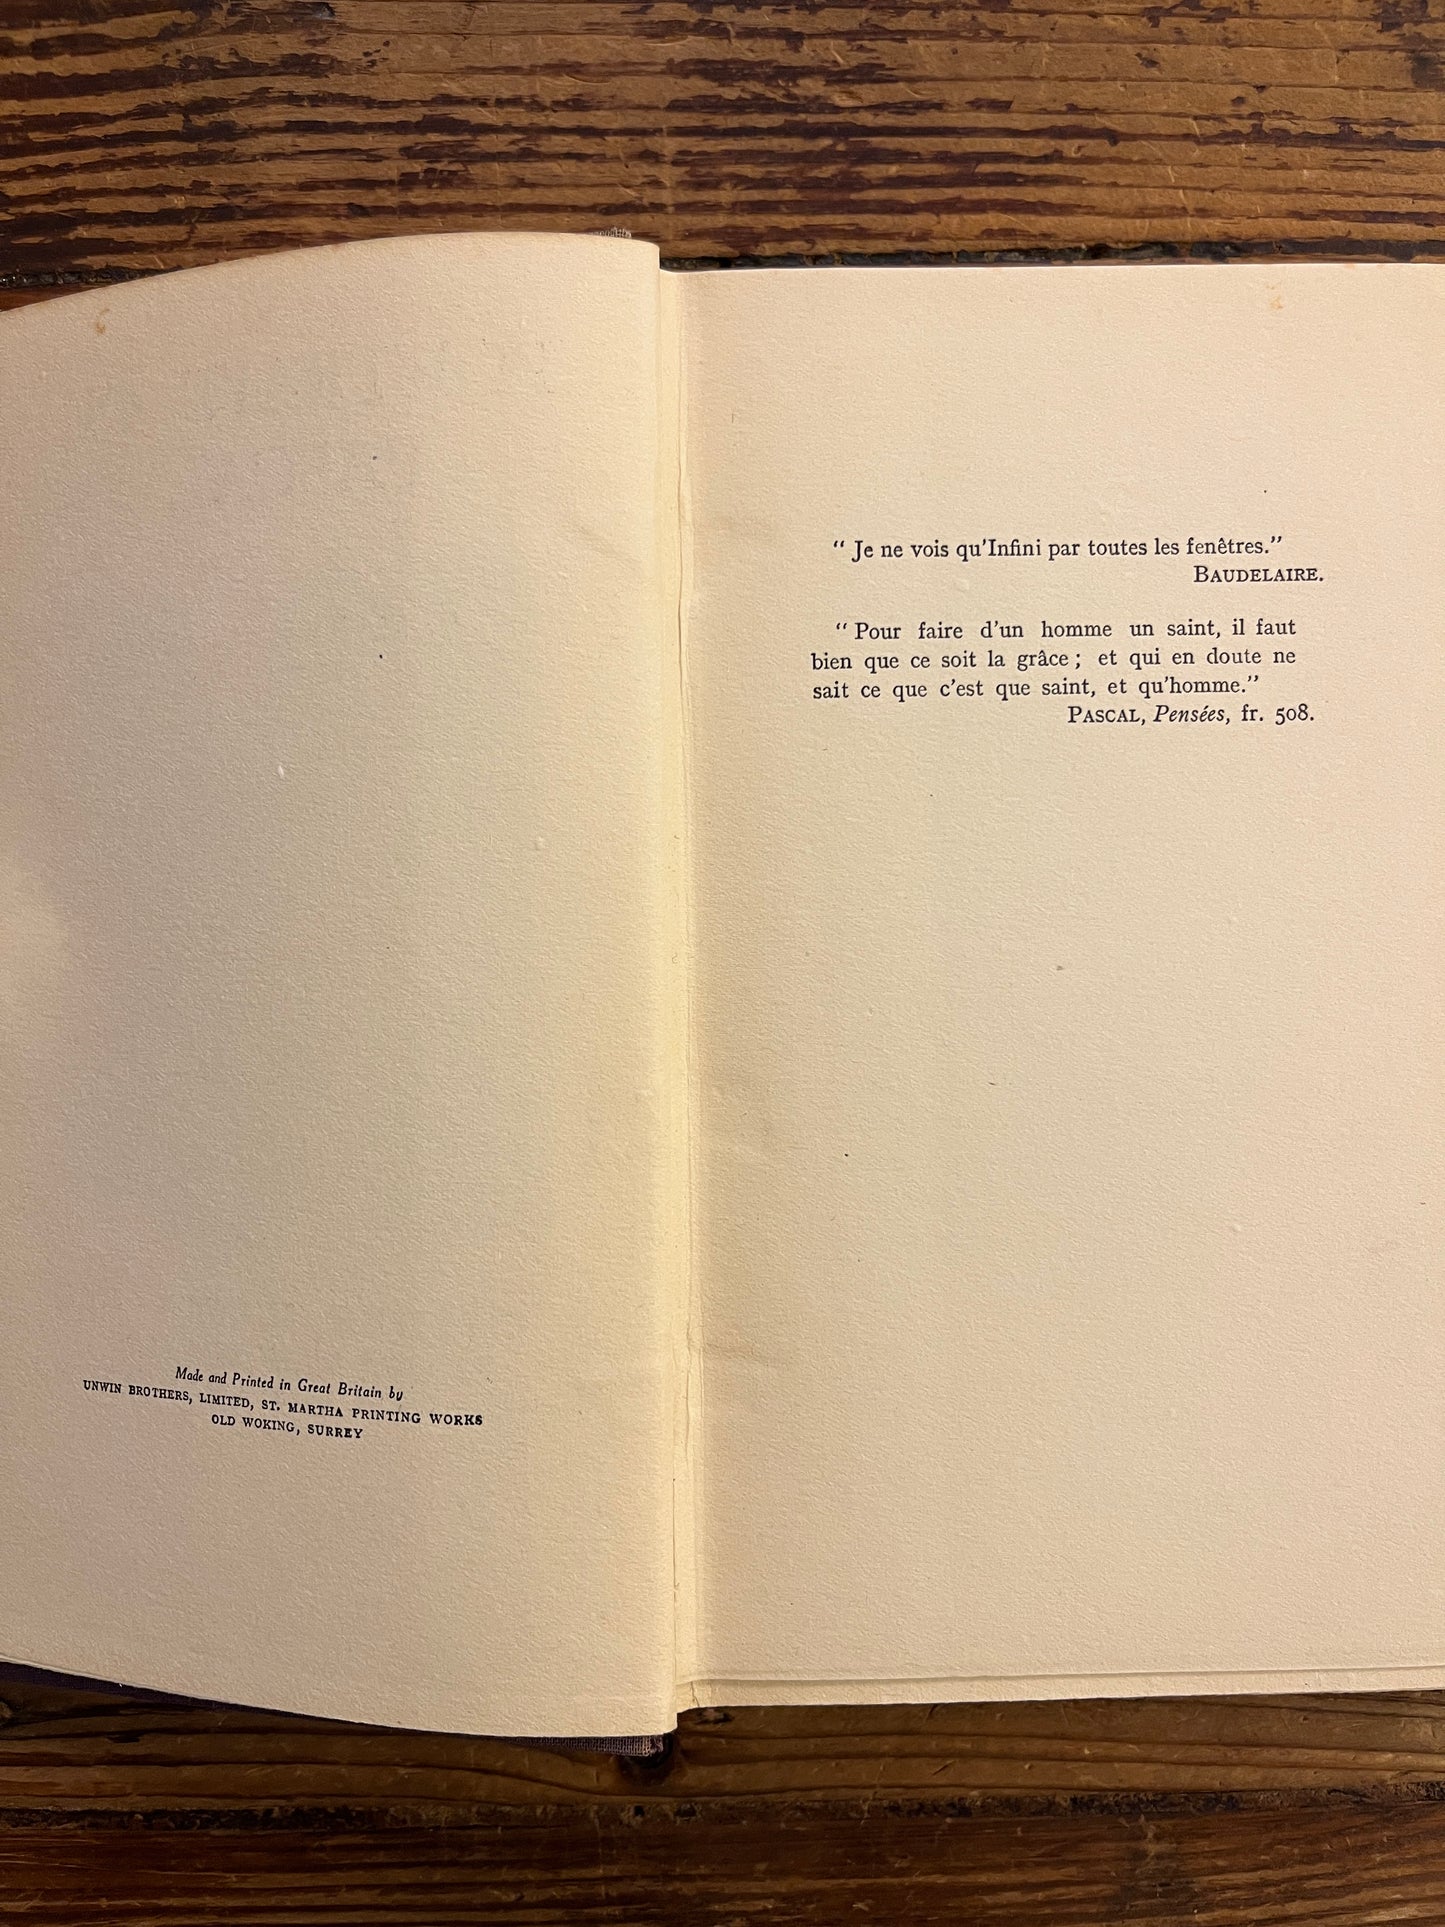 Made and Printed in Great Britain by
UNWIN BROTHERS, LIMITED, ST. MARTHA PRINTING WORKS
OLD WOKING, SURREY
“ Je ne vois qu'Infini par toutes les fenêtres.”
BAUDELAIRE.
“ Pour faire d'un homme un saint, il faut
bien que ce soit la grâce ; et qui en doute ne
sait ce que c'est que saint, et qu'homme.”
PASCAL, Pensées, fr. 508.